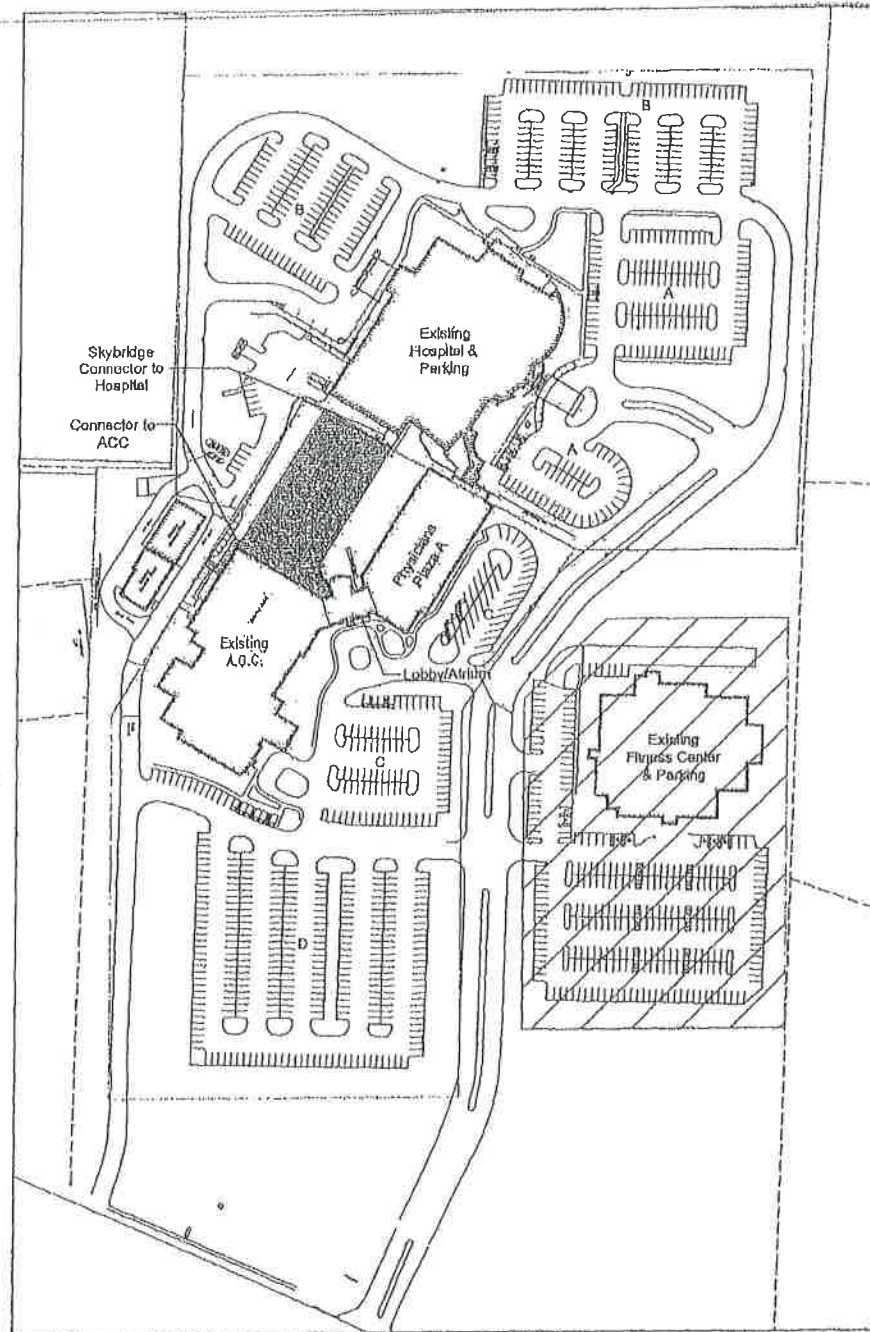 B
B
A
Existing
Hospital &
Parking
Skybridge
Connector to
Hospital
Connector to
ACC
A
Physicians
Plaza A
C
Existing
A.C.C.
Lobby/Atrium
Existing
Fitness Center
& Parking
C
D